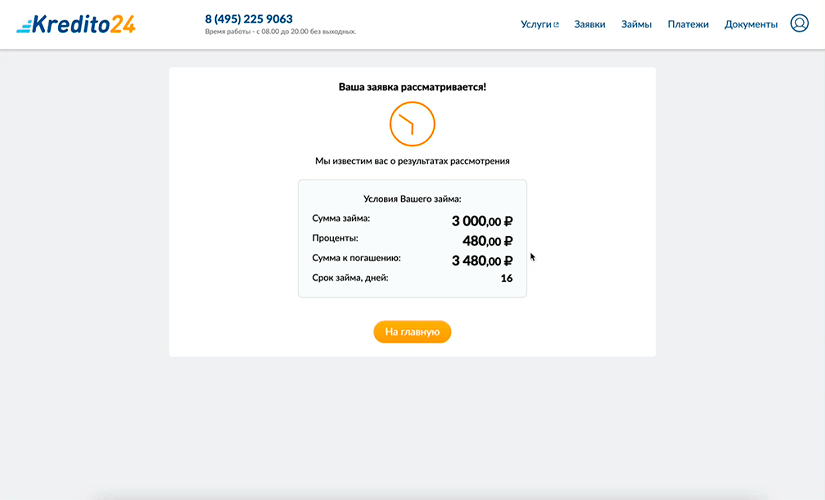 Kredito24
8 (495) 225 9063
Время работы - с 08.00 до 20.00 без выходных.
Услуги
Заявки
Займы
Платежи
Документы
Ваша заявка рассматривается!
Мы известим вас о результатах рассмотрения
Условия Вашего займа:
Сумма займа: 3 000,00 ₽
Проценты: 480,00 ₽
Сумма к погашению: 3 480,00 ₽
Срок займа, дней: 16
На главную